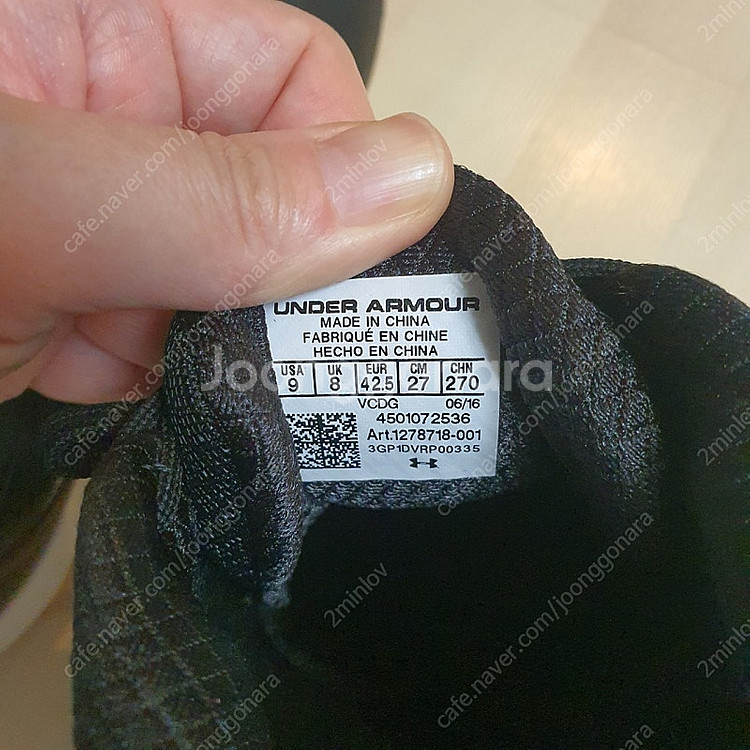 UNDER ARMOUR
MADE IN CHINA
FABRIQUÉ EN CHINE
HECHO EN CHINA
USA UK EUR CM CHN
9 8 42.5 27 270
Joonggonara
VCDG 06/16
4501072536
Art.1278718-001
3GP1DVRP00335
2minlov
cafe.naver.com/joonggonara